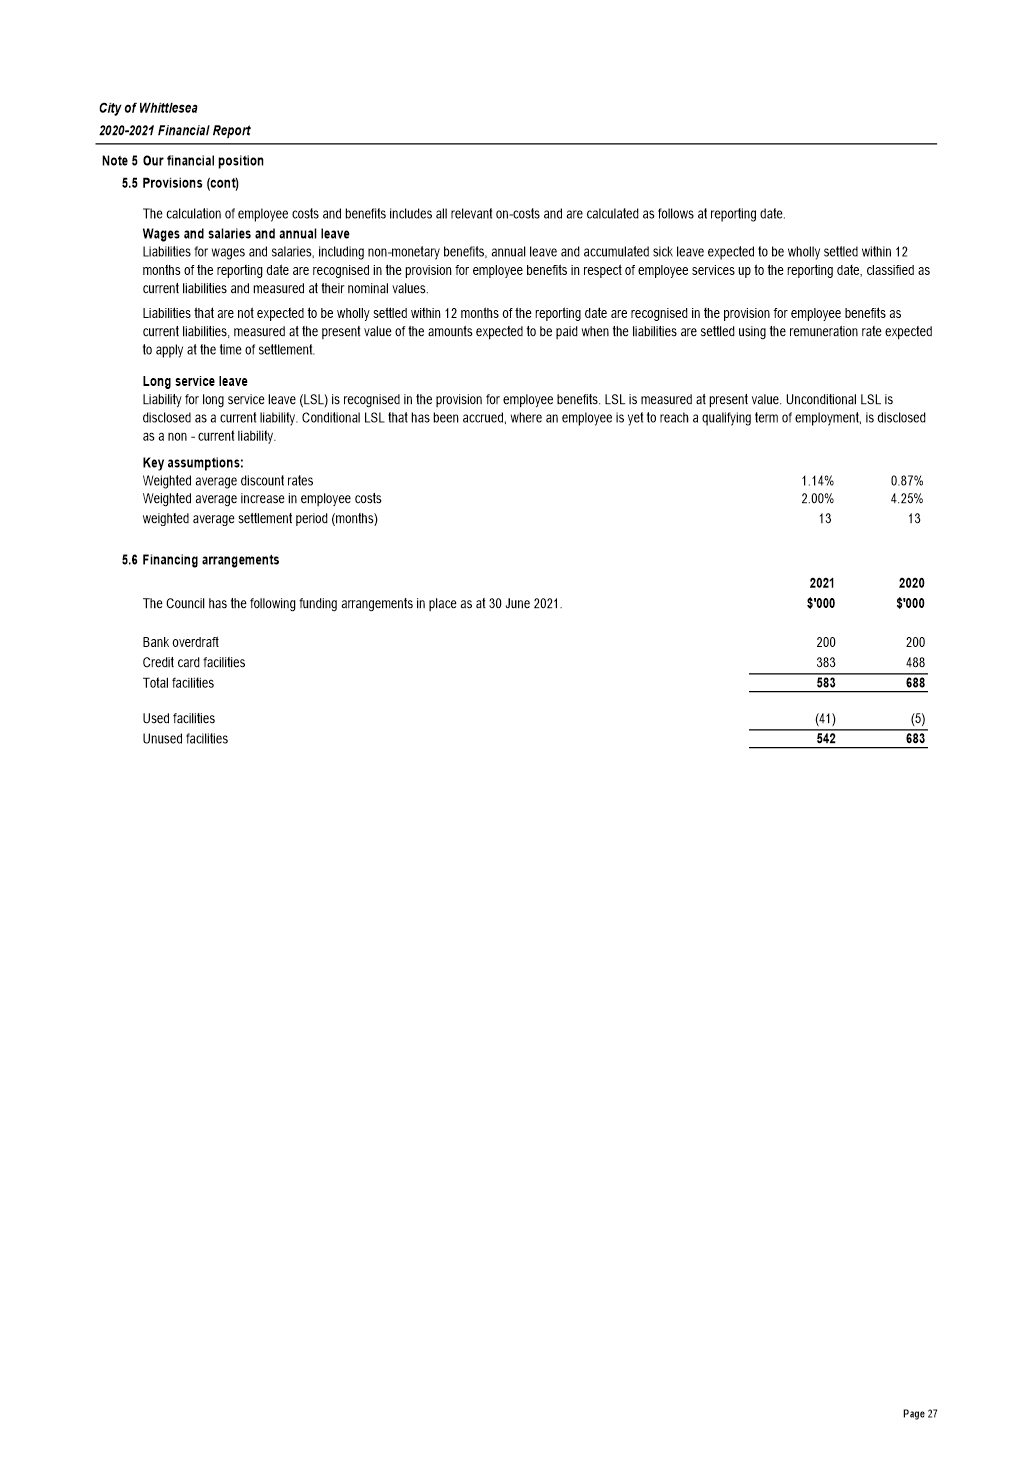 City of Whittlesea
2020-2021 Financial Report
Note 5 Our financial position
5.5 Provisions (cont)
The calculation of employee costs and benefits includes all relevant on-costs and are calculated as follows at reporting date.
Wages and salaries and annual leave
Liabilities for wages and salaries, including non-monetary benefits, annual leave and accumulated sick leave expected to be wholly settled within 12
months of the reporting date are recognised in the provision for employee benefits in respect of employee services up to the reporting date, classified as
current liabilities and measured at their nominal values.
Liabilities that are not expected to be wholly settled within 12 months of the reporting date are recognised in the provision for employee benefits as
current liabilities, measured at the present value of the amounts expected to be paid when the liabilities are settled using the remuneration rate expected
to apply at the time of settlement.
Long service leave
Liability for long service leave (LSL) is recognised in the provision for employee benefits. LSL is measured at present value. Unconditional LSL is
disclosed as a current liability. Conditional LSL that has been accrued, where an employee is yet to reach a qualifying term of employment, is disclosed
as a non - current liability.
Key assumptions:
Weighted average discount rates 1.14% 0.87%
Weighted average increase in employee costs 2.00% 4.25%
weighted average settlement period (months) 13 13
5.6 Financing arrangements
2021 2020
The Council has the following funding arrangements in place as at 30 June 2021. $'000 $'000
Bank overdraft 200 200
Credit card facilities 383 488
Total facilities 583 688
Used facilities (41) (5)
Unused facilities 542 683
Page 27